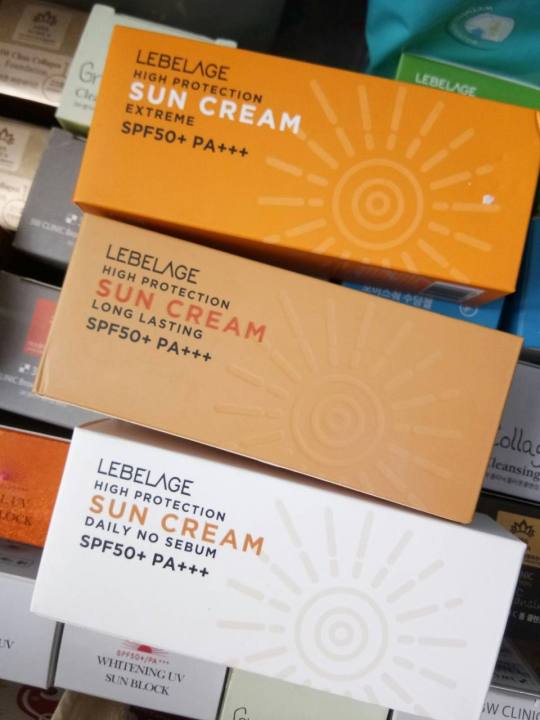 LEBELAGE
HIGH PROTECTION
SUN CREAM
EXTREME
SPF50+ PA+++
LEBELAGE
LEBELAGE
HIGH PROTECTION
SUN CREAM
LONG LASTING
SPF50+ PA+++
LEBELAGE
HIGH PROTECTION
SUN CREAM
DAILY NO SEBUM
SPF50+ PA+++
Foundation
SPF50+/PA+++
WHITENING UV
SUN BLOCK
UV